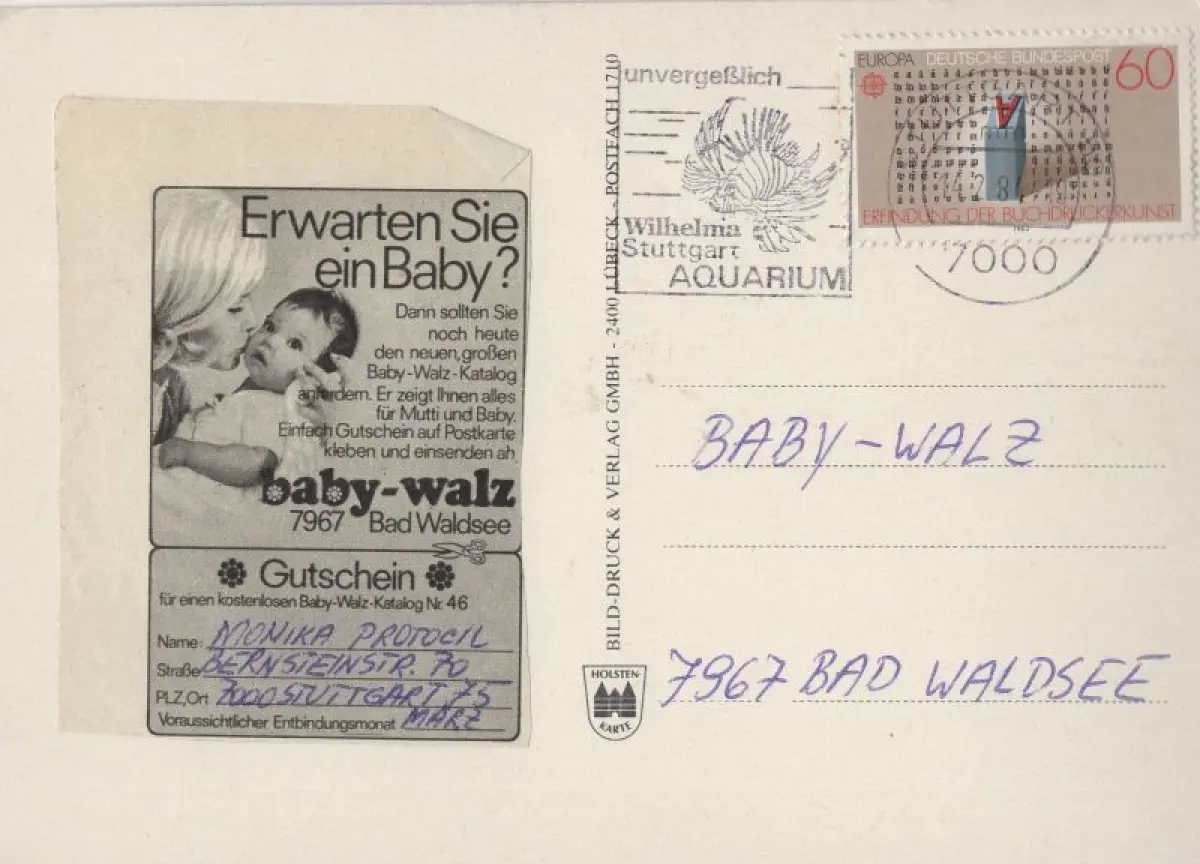 Erwarten Sie
ein Baby?
Dann sollten Sie
noch heute
den neuen, großen
Baby-Walz-Katalog
anfordern. Er zeigt Ihnen alles
für Mutti und Baby.
Einfach Gutschein auf Postkarte
kleben und einsenden an
baby-walz
7967 Bad Waldsee
Gutschein
für einen kostenlosen Baby-Walz-Katalog Nr. 46
Name: MONIKA PROTOCIL
Straße BERNSTEINSTR. 70
PLZ, Ort 7000 STUTTGART, 75
Voraussichtlicher Entbindungsmonat MÄRZ
BILD-DRUCK & VERLAG GMBH - 2400 LÜBECK - POSTFACH 1710
HOLSTEN-
KARTE
unvergeßlich
Wilhelma
Stuttgart
AQUARIUM
EUROPA DEUTSCHE BUNDESPOST 60
A
ERFINDUNG DER BUCHDRUCKERKUNST
1983
7000
BABY-WALZ
7967 BAD WALDSEE